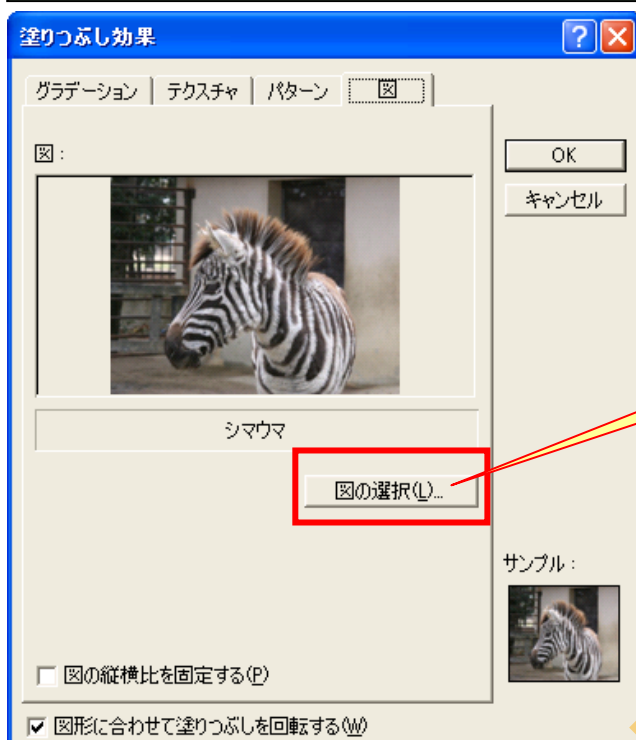 塗りつぶし効果
グラデーション テクスチャ パターン 図
図:
OK
キャンセル
シマウマ
図の選択(L)...
サンプル:
図の縦横比を固定する(P)
図形に合わせて塗りつぶしを回転する(W)